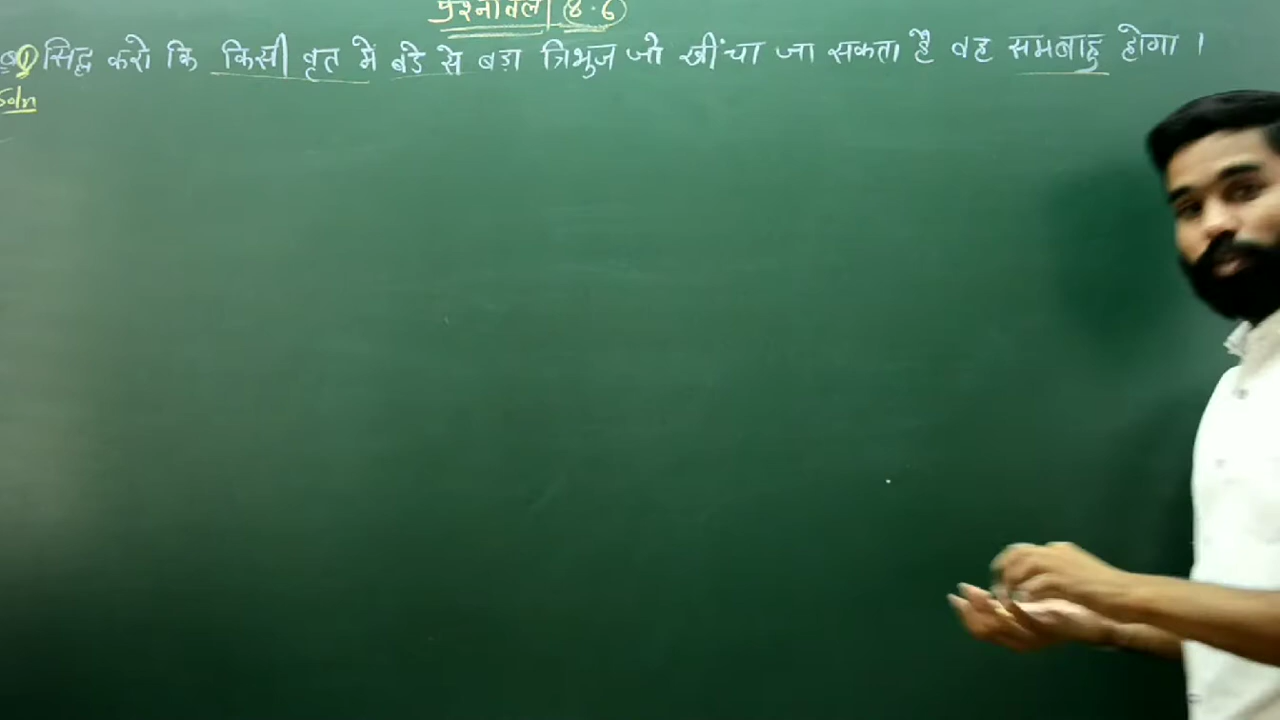 प्रश्नावली 8.6
सिद्ध करो कि किसी वृत मे बडे से बड़ा त्रिभुज जो खींचा जा सकता है वह समबाहु होगा ।
Soln